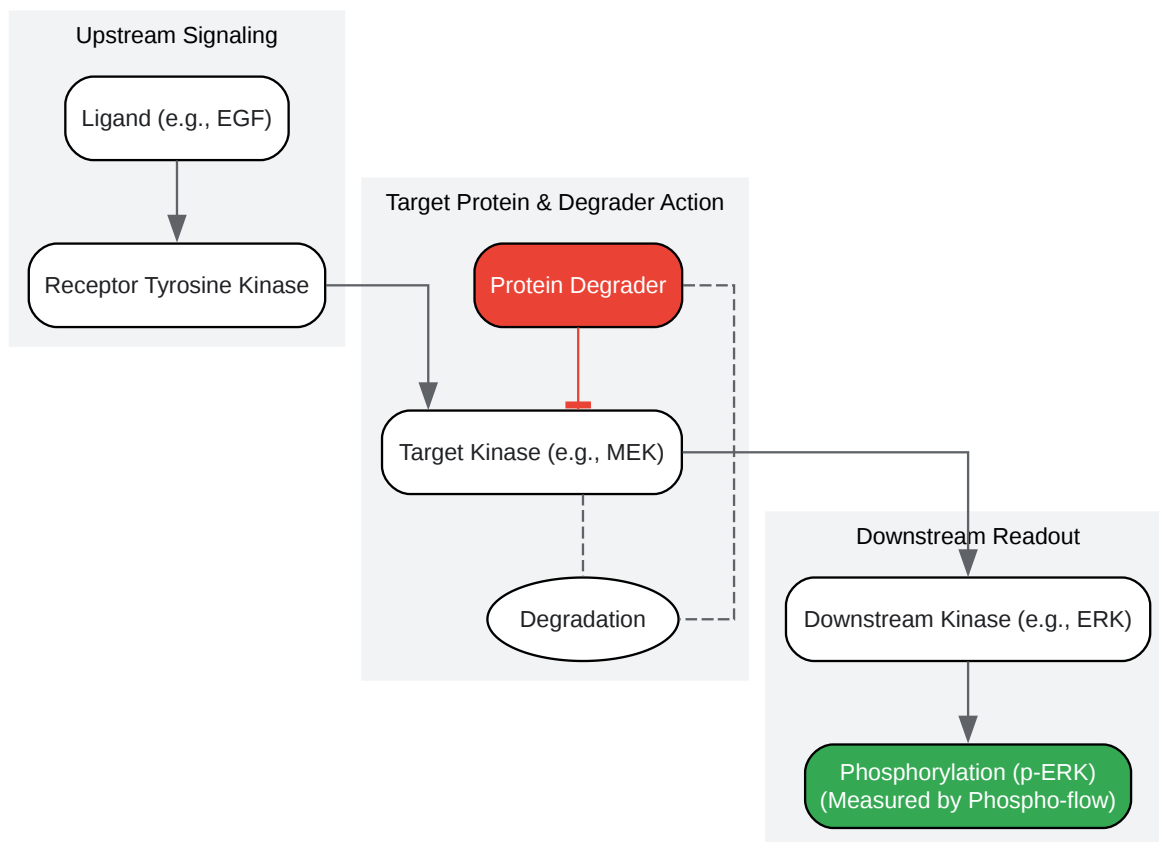 Upstream Signaling
Ligand (e.g., EGF)
Receptor Tyrosine Kinase
Target Protein & Degrader Action
Protein Degrader
Target Kinase (e.g., MEK)
Degradation
Downstream Readout
Downstream Kinase (e.g., ERK)
Phosphorylation (p-ERK)
(Measured by Phospho-flow)